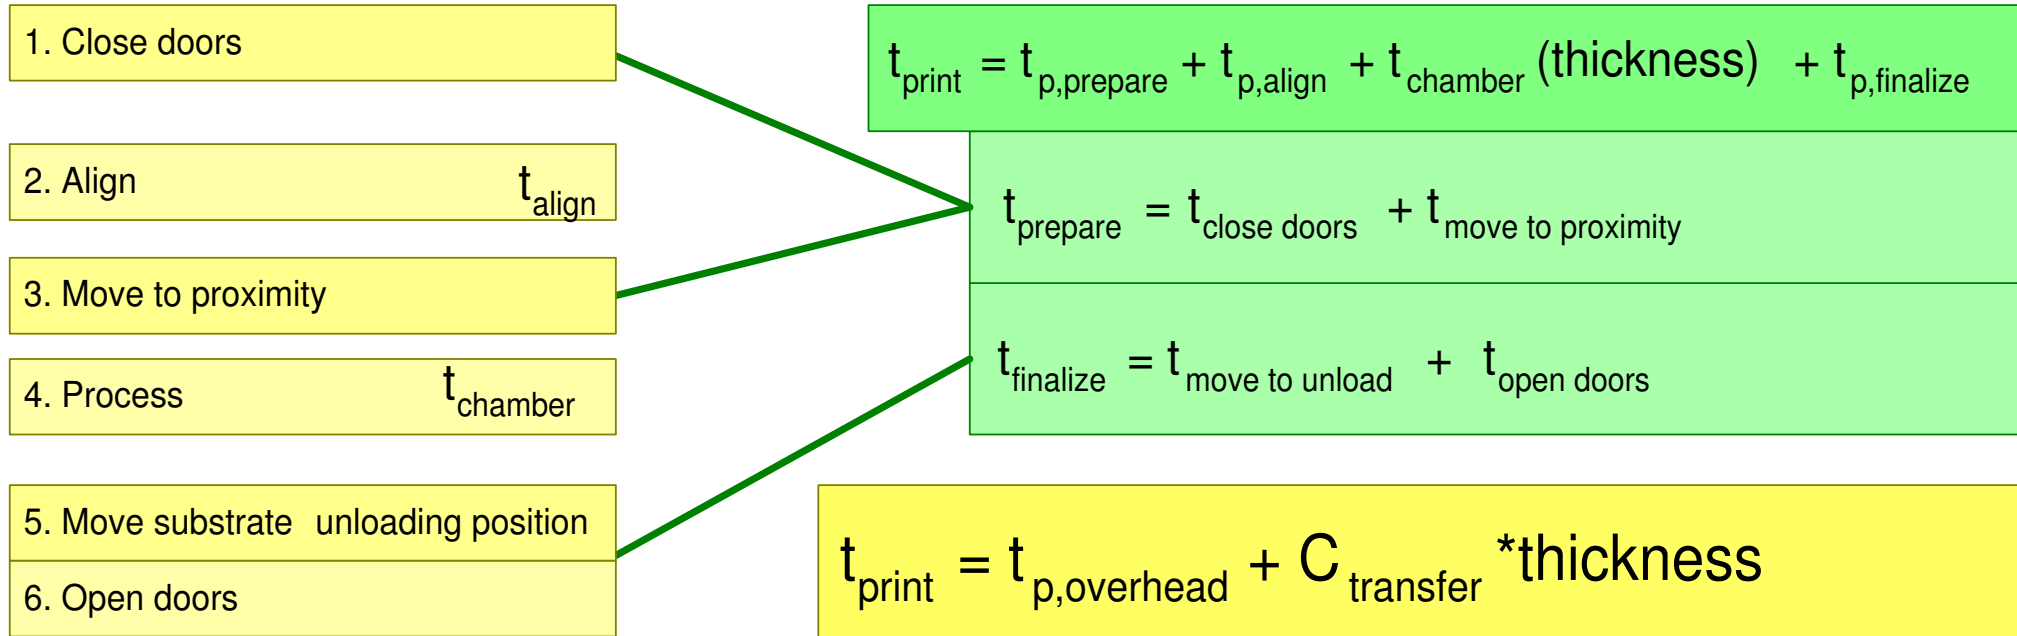 1. Close doors
2. Align t_align
3. Move to proximity
4. Process t_chamber
5. Move substrate unloading position
6. Open doors
t_print = t_p,prepare + t_p,align + t_chamber (thickness) + t_p,finalize
t_prepare = t_close doors + t_move to proximity
t_finalize = t_move to unload + t_open doors
t_print = t_p,overhead + C_transfer *thickness